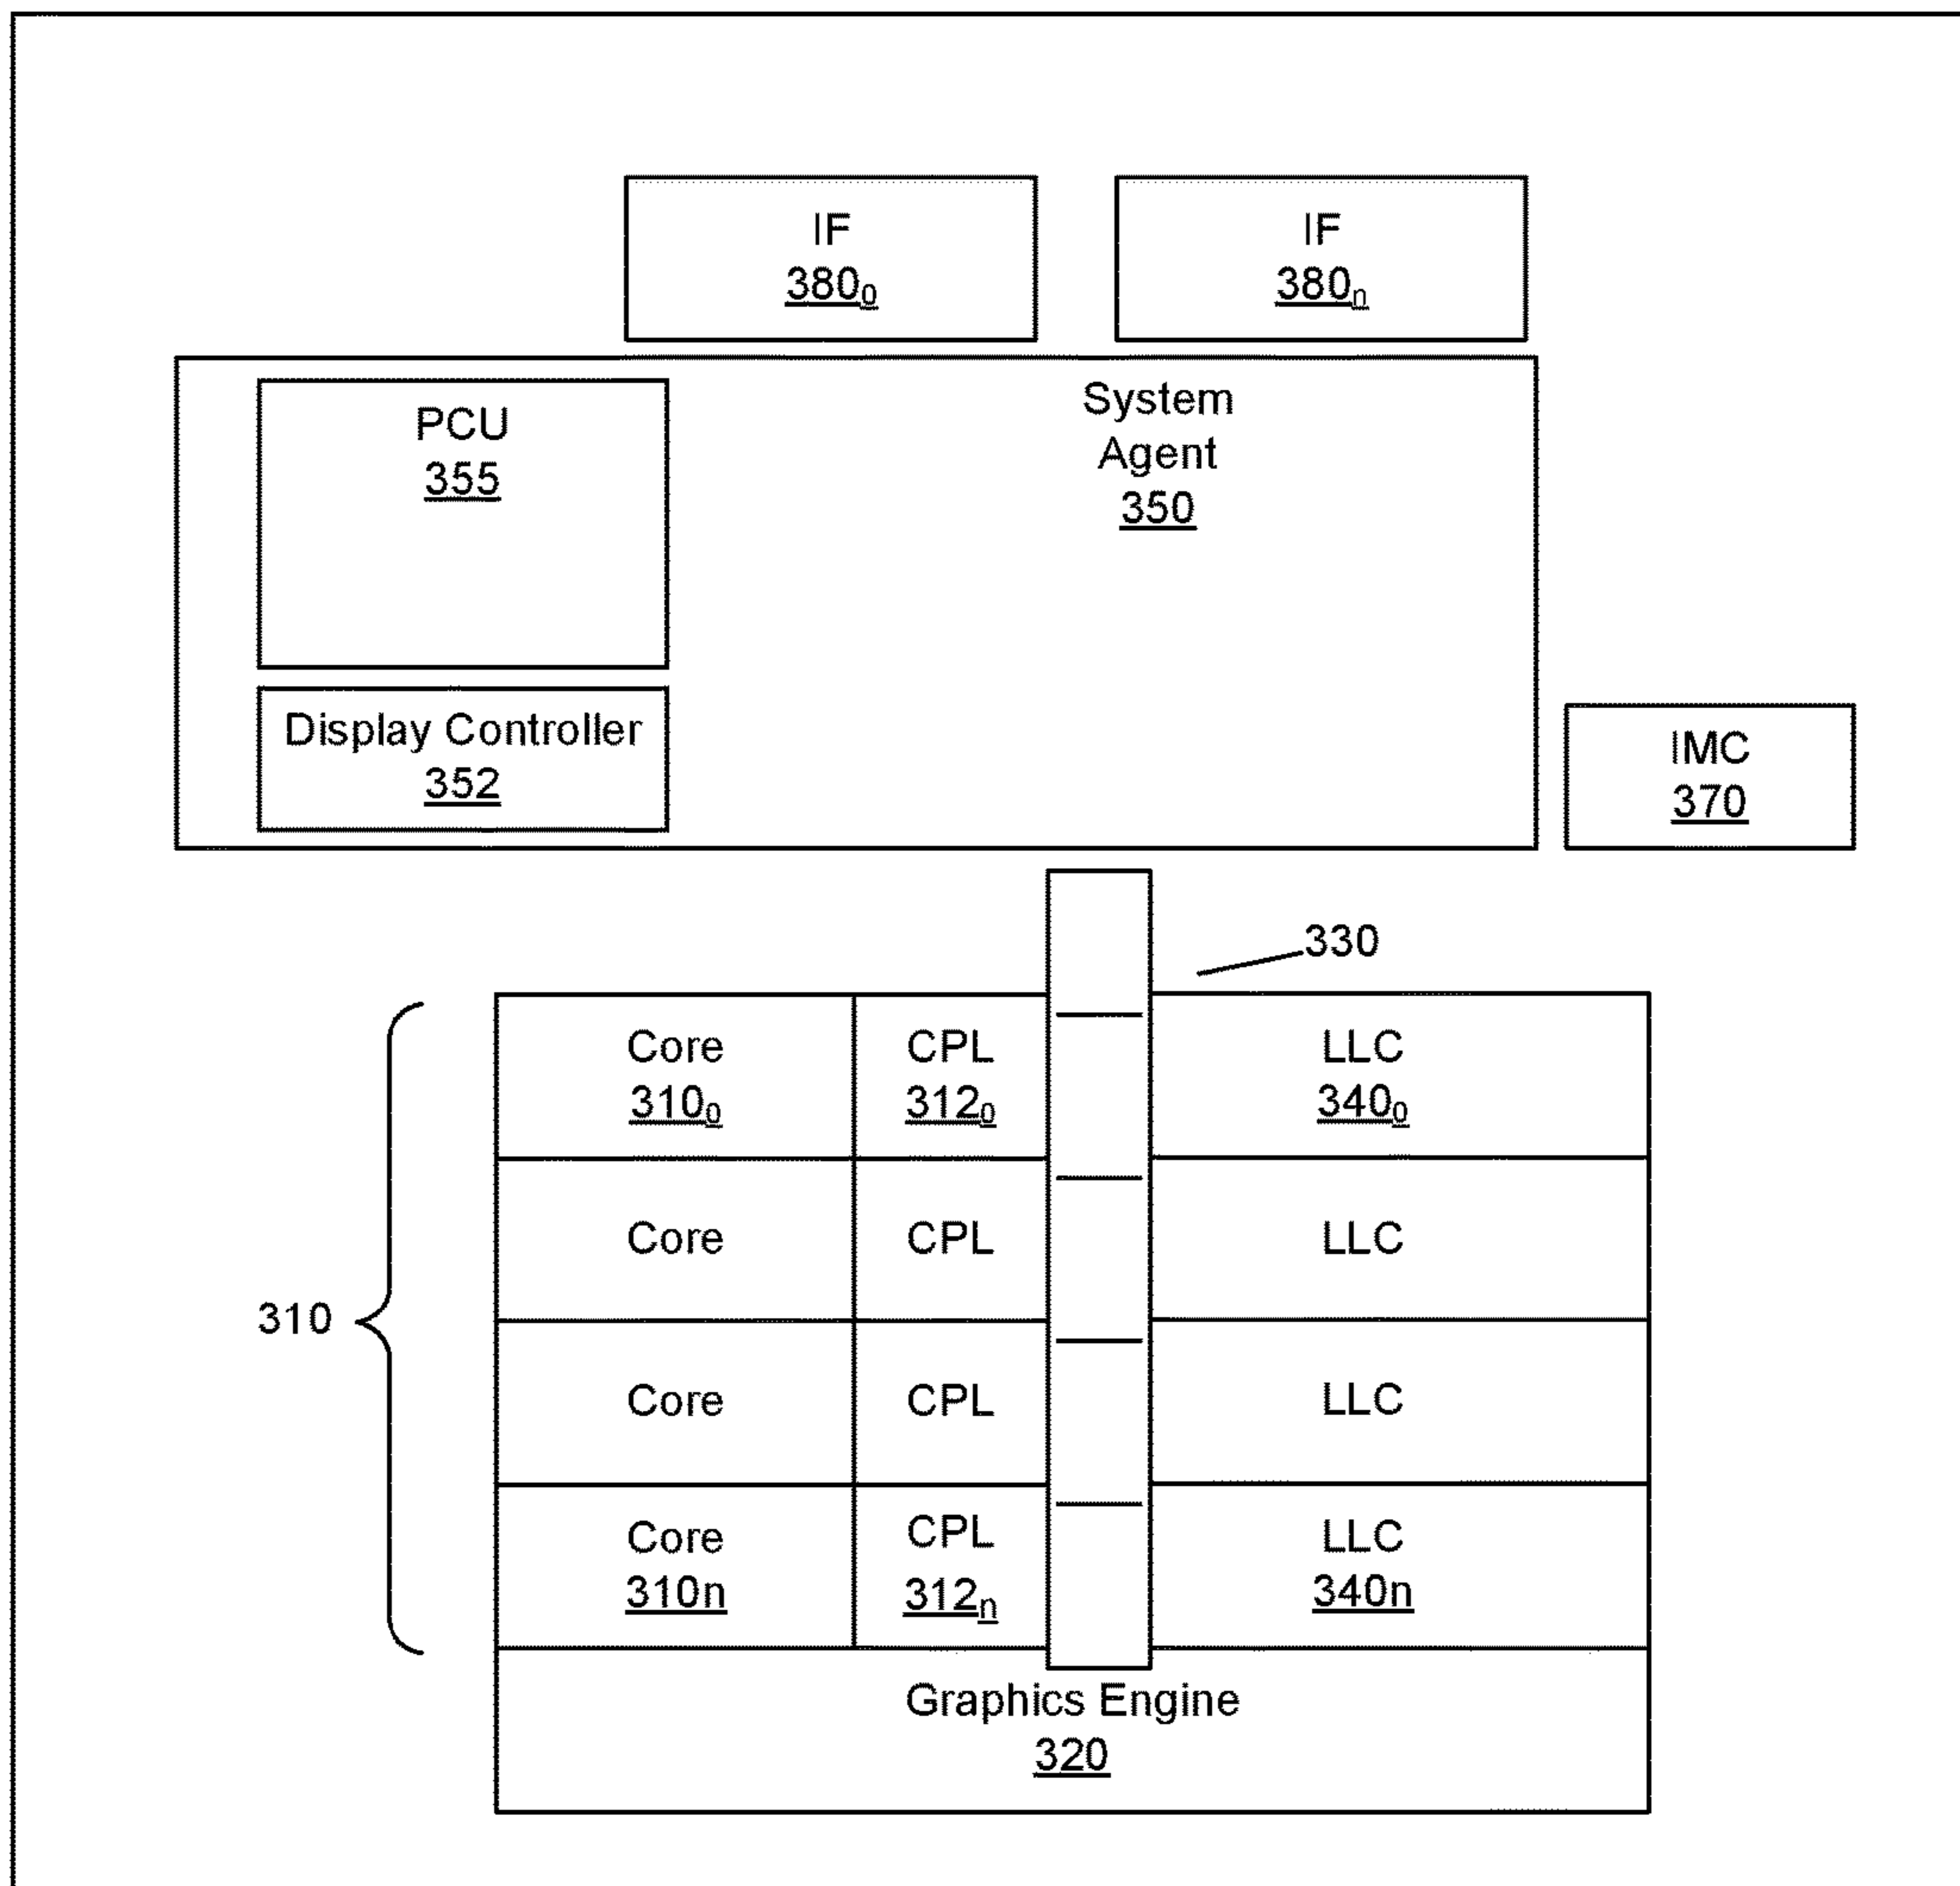 IF
380₀
IF
380ₙ
PCU
355
System
Agent
350
Display Controller
352
IMC
370
330
Core
310₀
CPL
312₀
LLC
340₀
Core
CPL
LLC
310
Core
CPL
LLC
Core
310n
CPL
312ₙ
LLC
340n
Graphics Engine
320